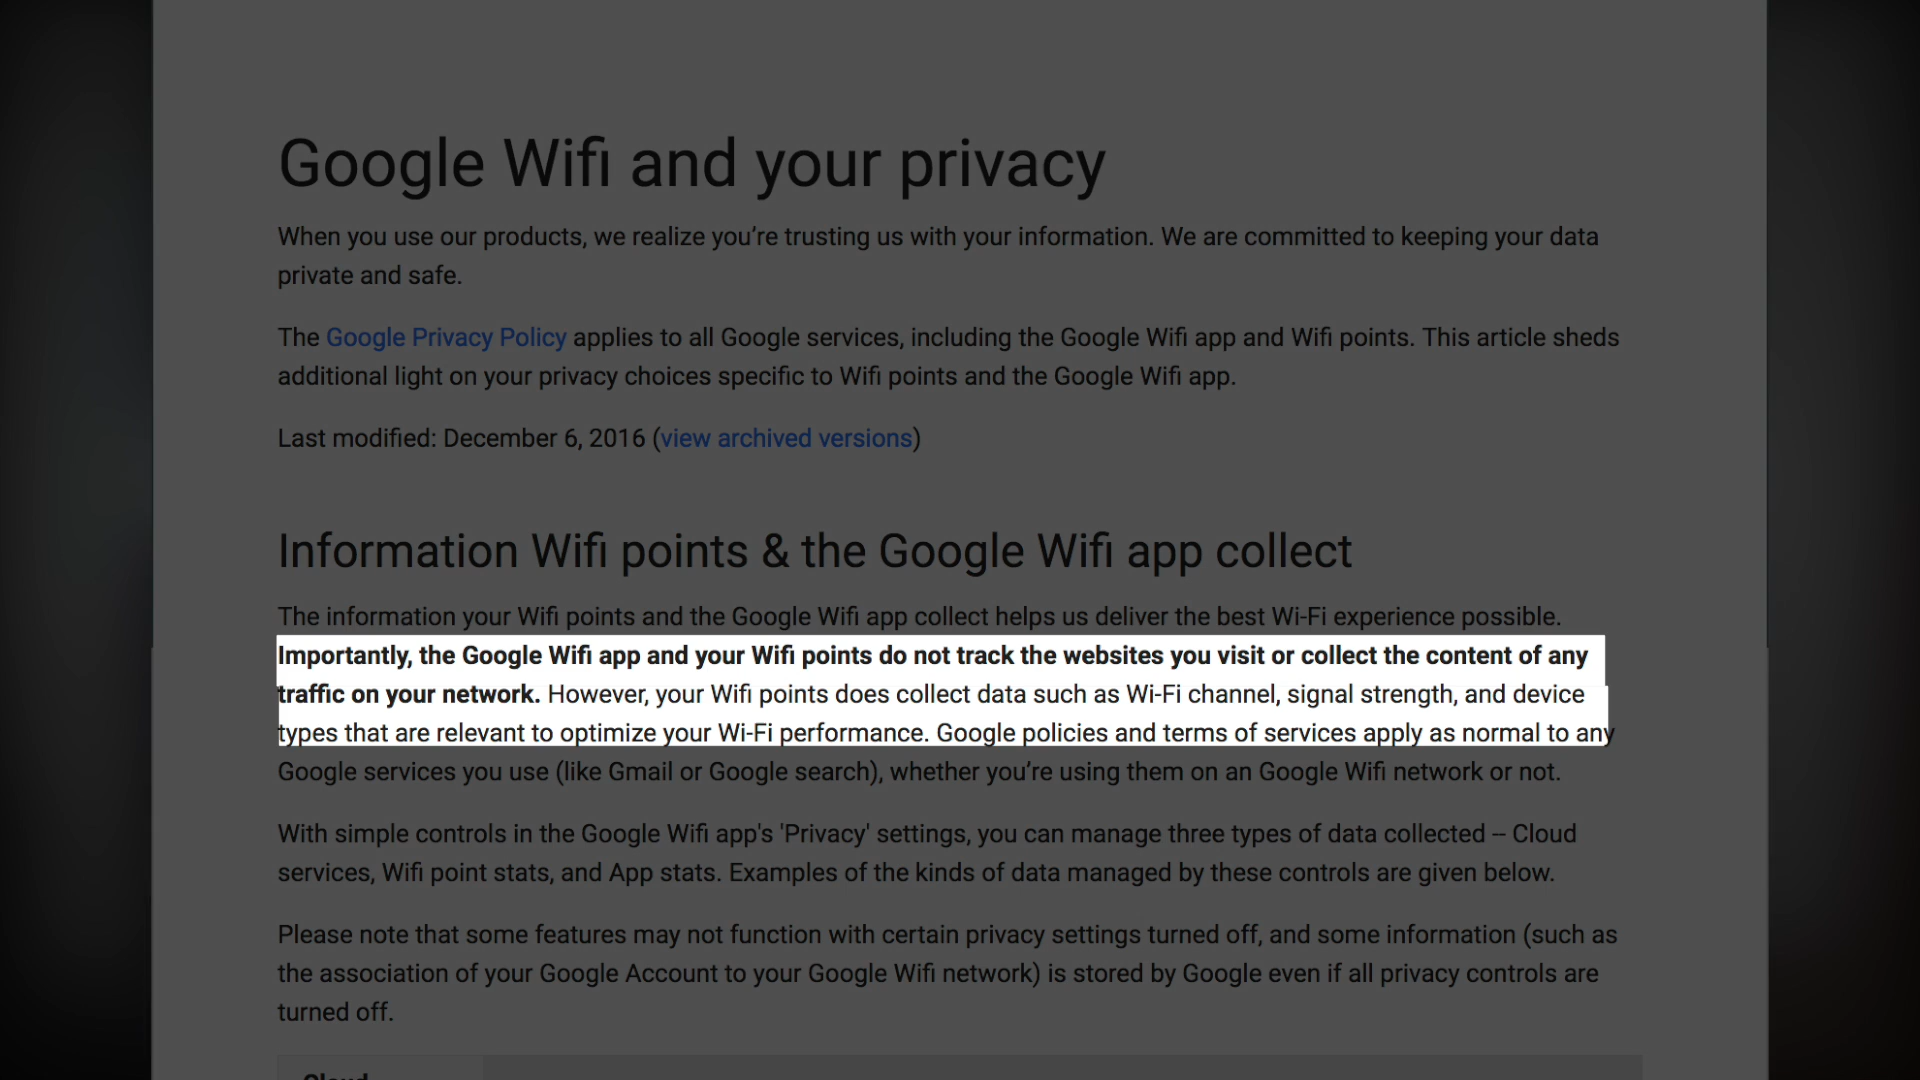 Google Wifi and your privacy
When you use our products, we realize you’re trusting us with your information. We are committed to keeping your data
private and safe.
The Google Privacy Policy applies to all Google services, including the Google Wifi app and Wifi points. This article sheds
additional light on your privacy choices specific to Wifi points and the Google Wifi app.
Last modified: December 6, 2016 (view archived versions)
Information Wifi points & the Google Wifi app collect
The information your Wifi points and the Google Wifi app collect helps us deliver the best Wi-Fi experience possible.
Importantly, the Google Wifi app and your Wifi points do not track the websites you visit or collect the content of any
traffic on your network. However, your Wifi points does collect data such as Wi-Fi channel, signal strength, and device
types that are relevant to optimize your Wi-Fi performance. Google policies and terms of services apply as normal to any
Google services you use (like Gmail or Google search), whether you’re using them on an Google Wifi network or not.
With simple controls in the Google Wifi app's 'Privacy' settings, you can manage three types of data collected -- Cloud
services, Wifi point stats, and App stats. Examples of the kinds of data managed by these controls are given below.
Please note that some features may not function with certain privacy settings turned off, and some information (such as
the association of your Google Account to your Google Wifi network) is stored by Google even if all privacy controls are
turned off.
Cloud